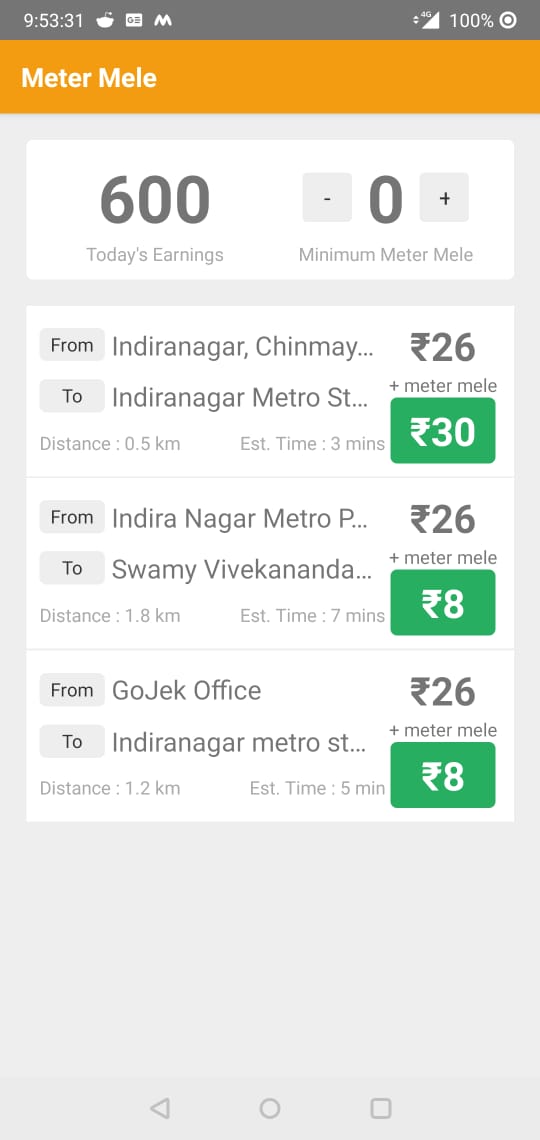 9:53:31 GE 4G 100%
Meter Mele
600 - 0 +
Today's Earnings Minimum Meter Mele
From Indiranagar, Chinmay... ₹26
+ meter mele
To Indiranagar Metro St... ₹30
Distance : 0.5 km Est. Time : 3 mins
From Indira Nagar Metro P... ₹26
+ meter mele
To Swamy Vivekananda... ₹8
Distance : 1.8 km Est. Time : 7 mins
From GoJek Office ₹26
+ meter mele
To Indiranagar metro st... ₹8
Distance : 1.2 km Est. Time : 5 min